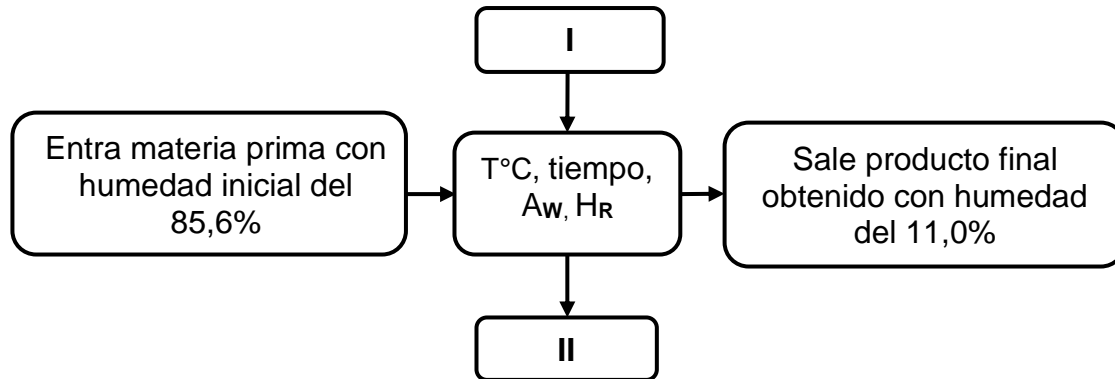 I
Entra materia prima con
humedad inicial del
85,6%
T°C, tiempo,
AW, HR
Sale producto final
obtenido con humedad
del 11,0%
II